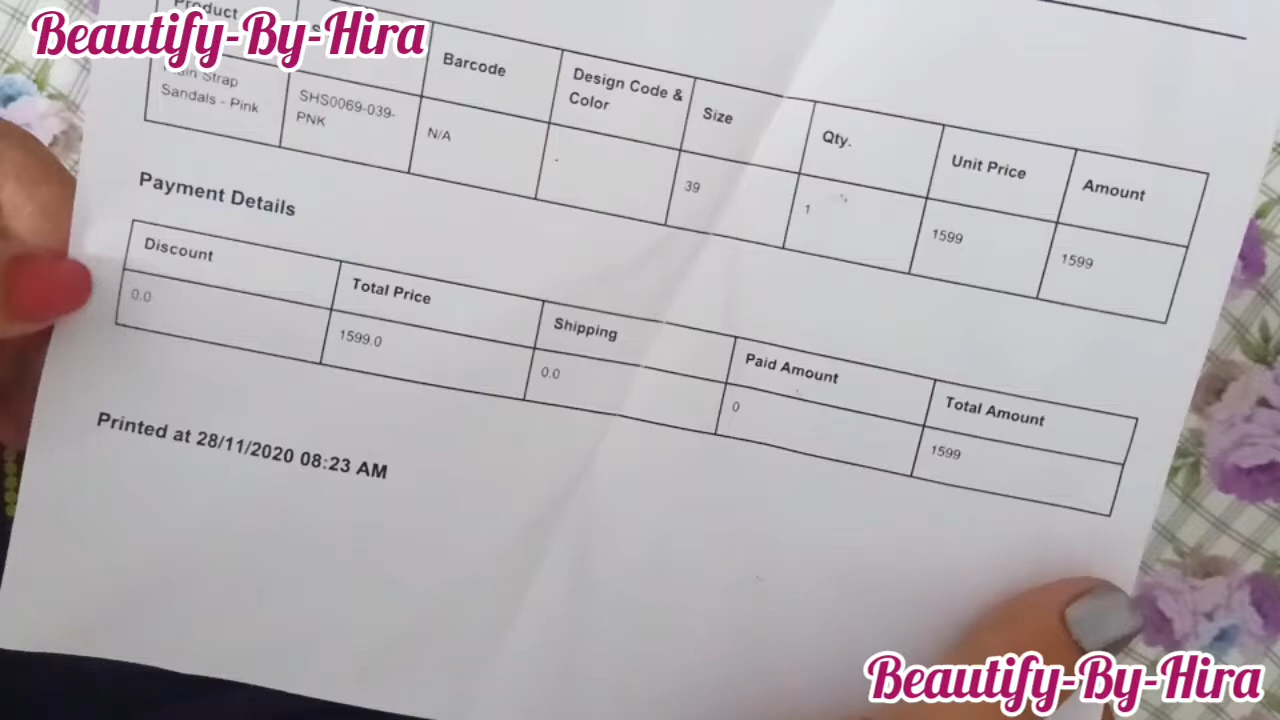 Beautify-By-Hira
Product
Barcode
Design Code &
Color
Size
Qty.
Unit Price
Amount
Strap
Sandals - Pink
SHS0069-039-
PNK
N/A
-
39
1
1599
1599
Payment Details
Discount
Total Price
Shipping
Paid Amount
Total Amount
0.0
1599.0
0.0
0
1599
Printed at 28/11/2020 08:23 AM
Beautify-By-Hira